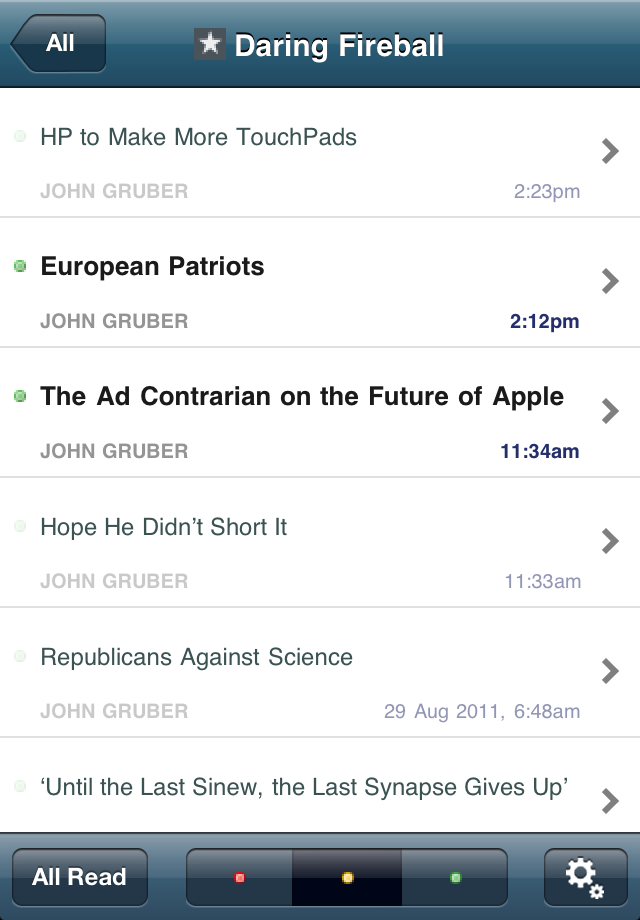 All
Daring Fireball
HP to Make More TouchPads
JOHN GRUBER 2:23pm
European Patriots
JOHN GRUBER 2:12pm
The Ad Contrarian on the Future of Apple
JOHN GRUBER 11:34am
Hope He Didn’t Short It
JOHN GRUBER 11:33am
Republicans Against Science
JOHN GRUBER 29 Aug 2011, 6:48am
‘Until the Last Sinew, the Last Synapse Gives Up’
All Read